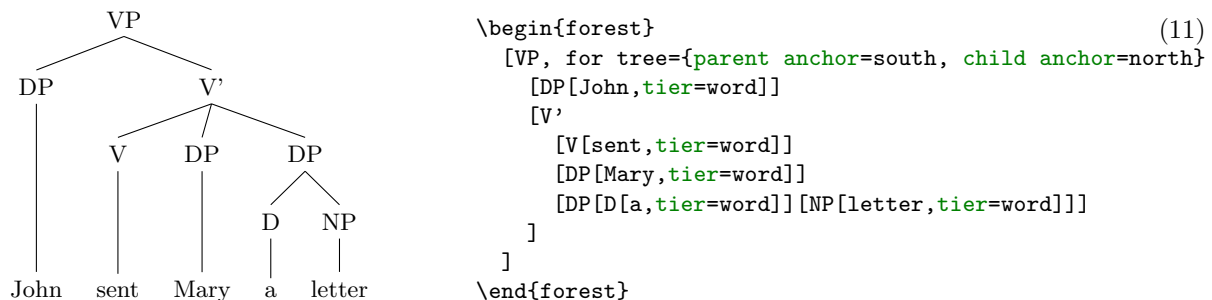 VP
DP V'
V DP DP
D NP
John sent Mary a letter
\begin{forest} (11)
[VP, for tree={parent anchor=south, child anchor=north}
[DP[John,tier=word]]
[V’
[V[sent,tier=word]]
[DP[Mary,tier=word]]
[DP[D[a,tier=word]][NP[letter,tier=word]]]
]
]
\end{forest}